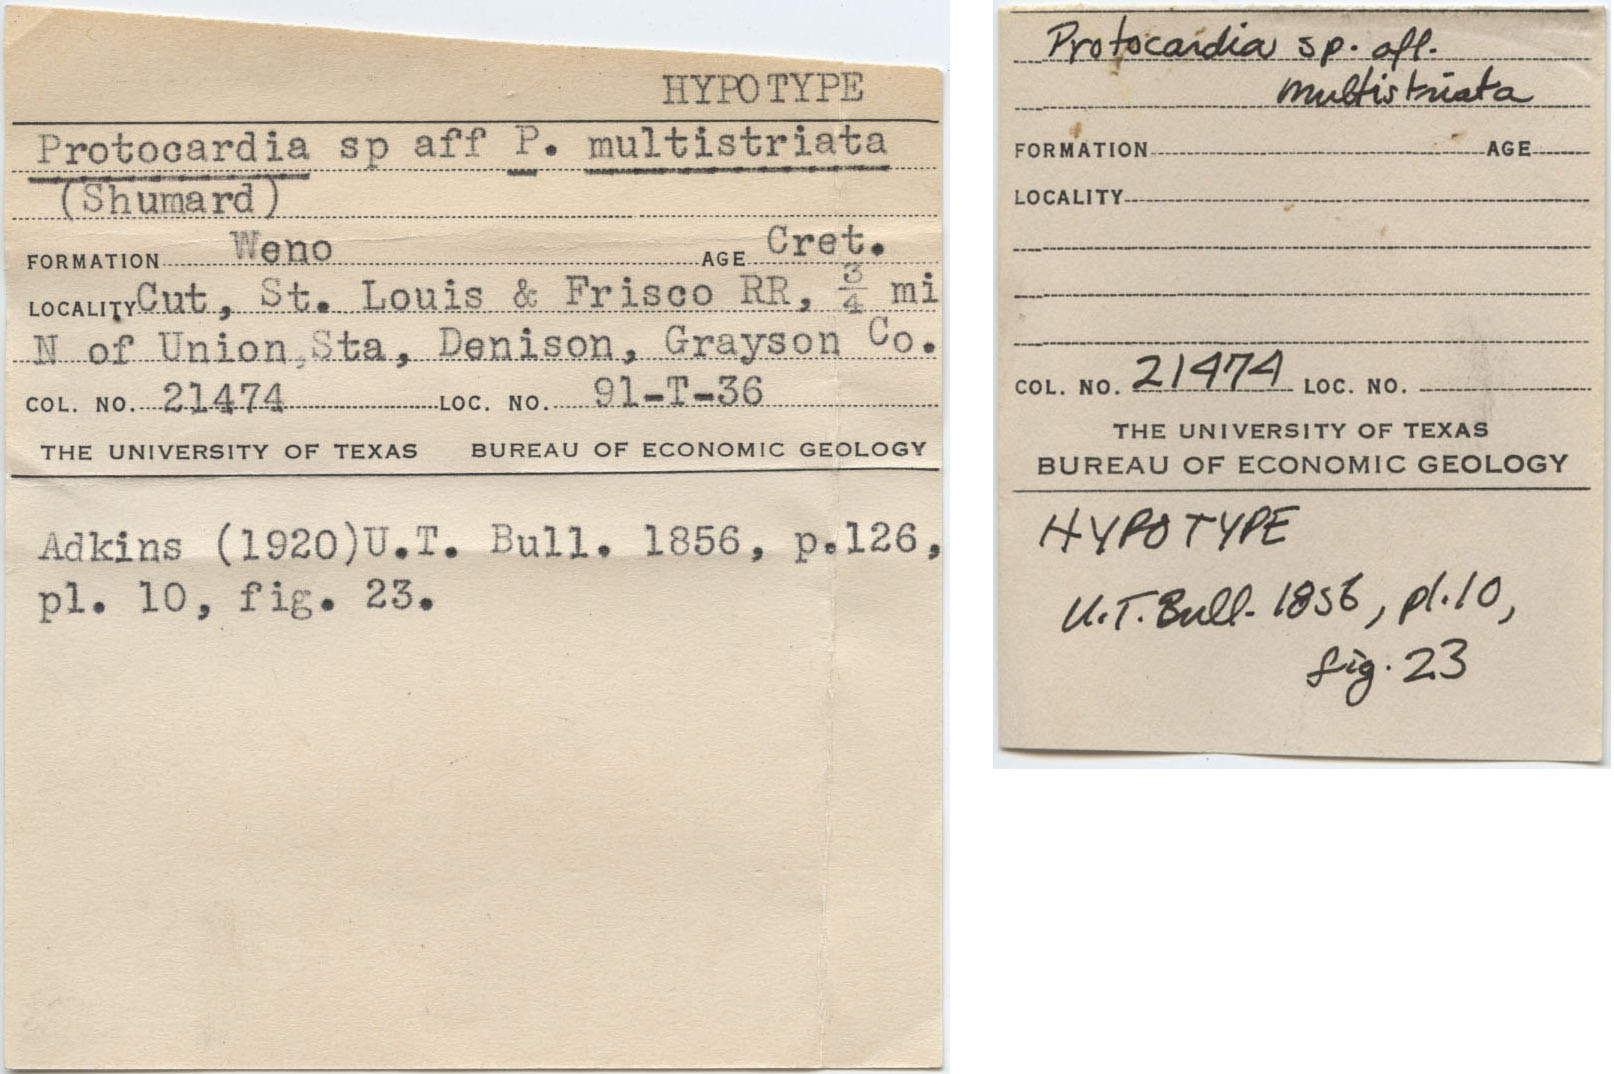 HYPOTYPE
Protocardia sp aff P. multistriata
(Shumard)
FORMATION Weno AGE Cret.
LOCALITY Cut, St. Louis & Frisco RR, 3/4 mi
N of Union, Sta, Denison, Grayson Co.
COL. NO. 21474 LOC. NO. 91-T-36
THE UNIVERSITY OF TEXAS BUREAU OF ECONOMIC GEOLOGY
Adkins (1920)U.T. Bull. 1856, p.126,
pl. 10, fig. 23.
Protocardia sp. aff.
multistriata
FORMATION AGE
LOCALITY
COL. NO. 21474 LOC. NO.
THE UNIVERSITY OF TEXAS
BUREAU OF ECONOMIC GEOLOGY
HYPOTYPE
U.T. Bull. 1856, pl.10,
fig. 23